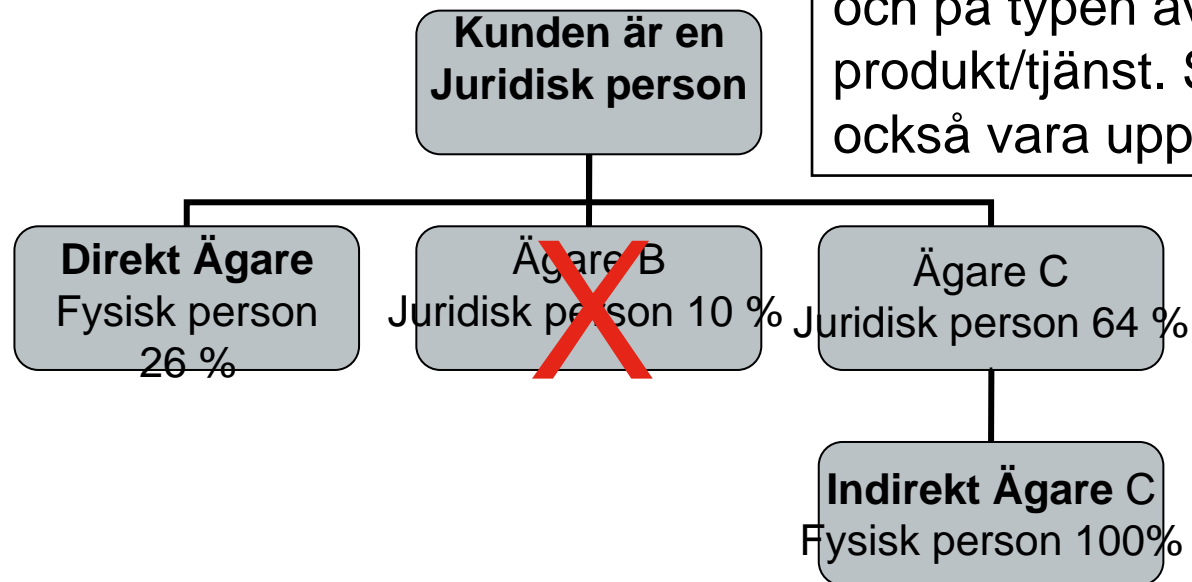 och på typen av
produkt/tjänst. S
också vara upp
Kunden är en
Juridisk person
Direkt Ägare
Fysisk person
26 %
Ägare B
Juridisk person 10 %
X
Ägare C
Juridisk person 64 %
Indirekt Ägare C
Fysisk person 100%